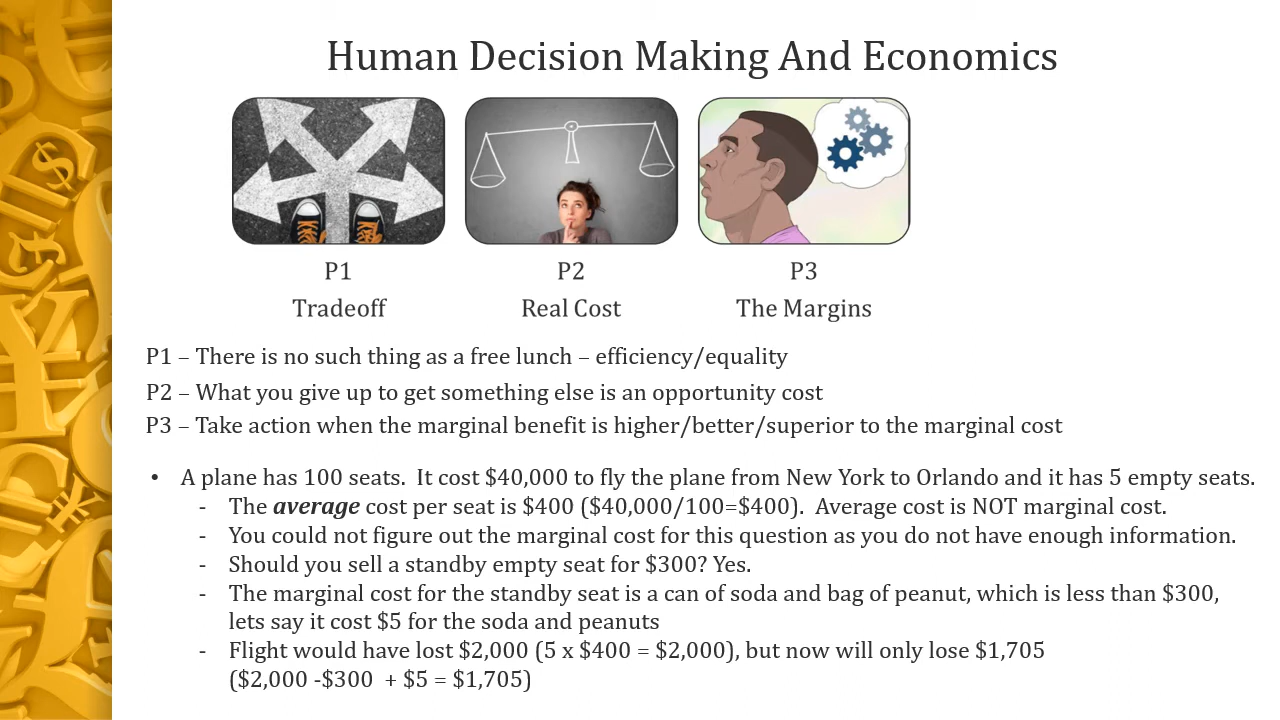 Human Decision Making And Economics
P1
P2
P3
Tradeoff
Real Cost
The Margins
P1 – There is no such thing as a free lunch – efficiency/equality
P2 – What you give up to get something else is an opportunity cost
P3 – Take action when the marginal benefit is higher/better/superior to the marginal cost
• A plane has 100 seats.  It cost $40,000 to fly the plane from New York to Orlando and it has 5 empty seats.
- The average cost per seat is $400 ($40,000/100=$400).  Average cost is NOT marginal cost.
- You could not figure out the marginal cost for this question as you do not have enough information.
- Should you sell a standby empty seat for $300? Yes.
- The marginal cost for the standby seat is a can of soda and bag of peanut, which is less than $300,
lets say it cost $5 for the soda and peanuts
- Flight would have lost $2,000 (5 x $400 = $2,000), but now will only lose $1,705
($2,000 -$300  + $5 = $1,705)